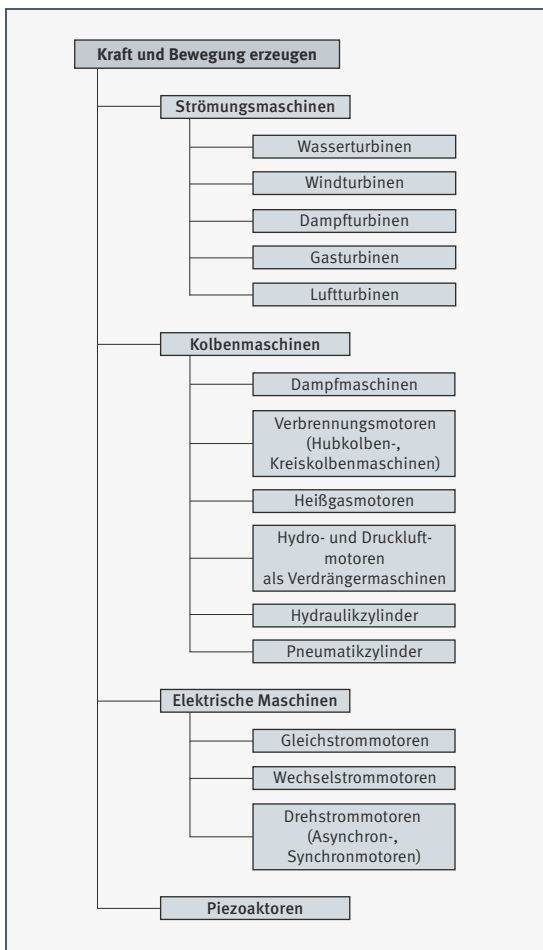 Kraft und Bewegung erzeugen
Strömungsmaschinen
Wasserturbinen
Windturbinen
Dampfturbinen
Gasturbinen
Luftturbinen
Kolbenmaschinen
Dampfmaschinen
Verbrennungsmotoren
(Hubkolben-,
Kreiskolbenmaschinen)
Heißgasmotoren
Hydro- und Druckluft-
motoren
als Verdrängermaschinen
Hydraulikzylinder
Pneumatikzylinder
Elektrische Maschinen
Gleichstrommotoren
Wechselstrommotoren
Drehstrommotoren
(Asynchron-,
Synchronmotoren)
Piezoaktoren